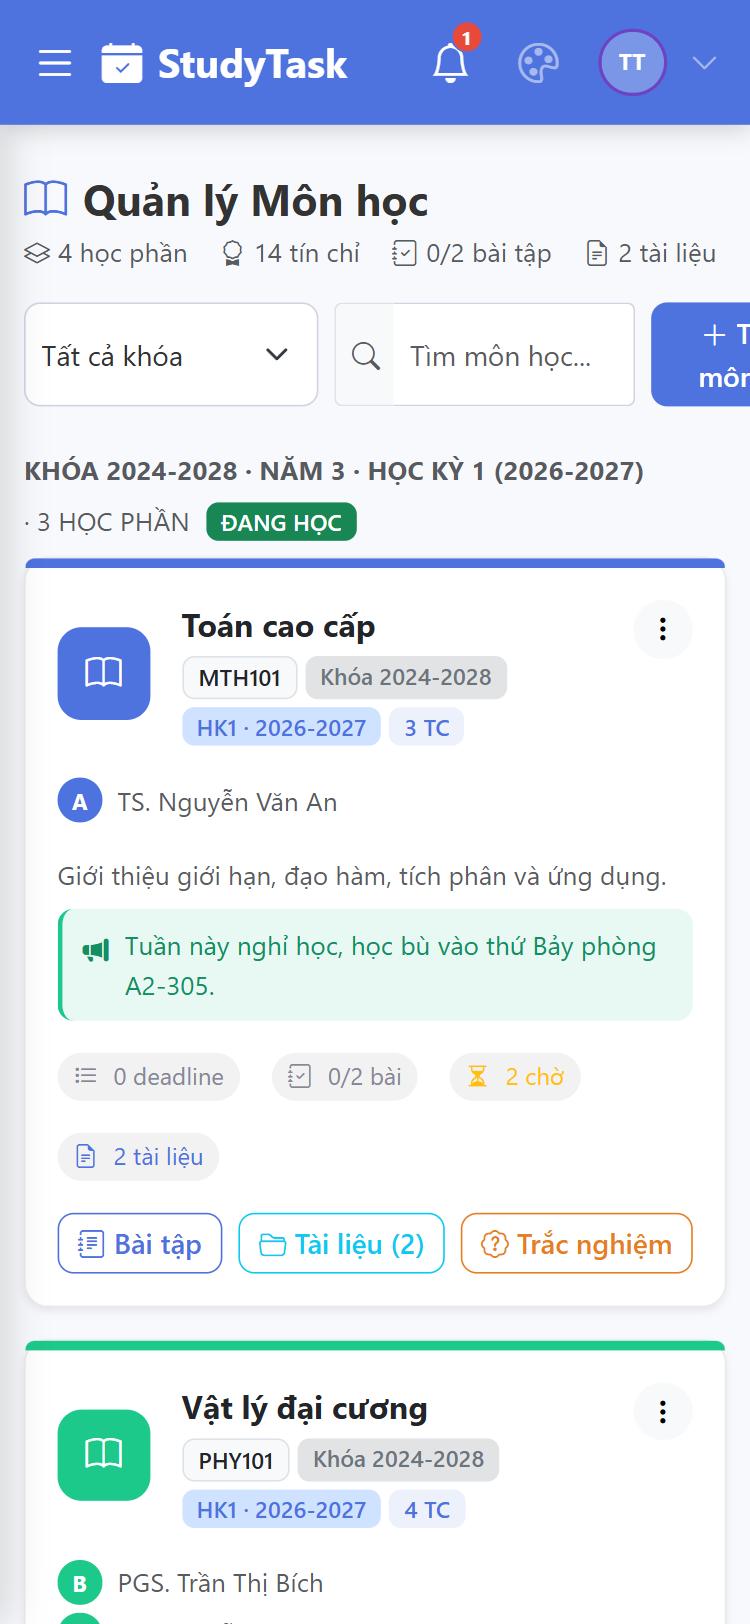 StudyTask
1
TT
Quản lý Môn học
4 học phần 14 tín chỉ 0/2 bài tập 2 tài liệu
Tất cả khóa
Tìm môn học...
KHÓA 2024-2028 · NĂM 3 · HỌC KỲ 1 (2026-2027)
· 3 HỌC PHẦN ĐANG HỌC
Toán cao cấp
MTH101 Khóa 2024-2028
HK1 · 2026-2027 3 TC
A TS. Nguyễn Văn An
Giới thiệu giới hạn, đạo hàm, tích phân và ứng dụng.
Tuần này nghỉ học, học bù vào thứ Bảy phòng
A2-305.
0 deadline 0/2 bài 2 chờ
2 tài liệu
Bài tập Tài liệu (2) Trắc nghiệm
Vật lý đại cương
PHY101 Khóa 2024-2028
HK1 · 2026-2027 4 TC
B PGS. Trần Thị Bích